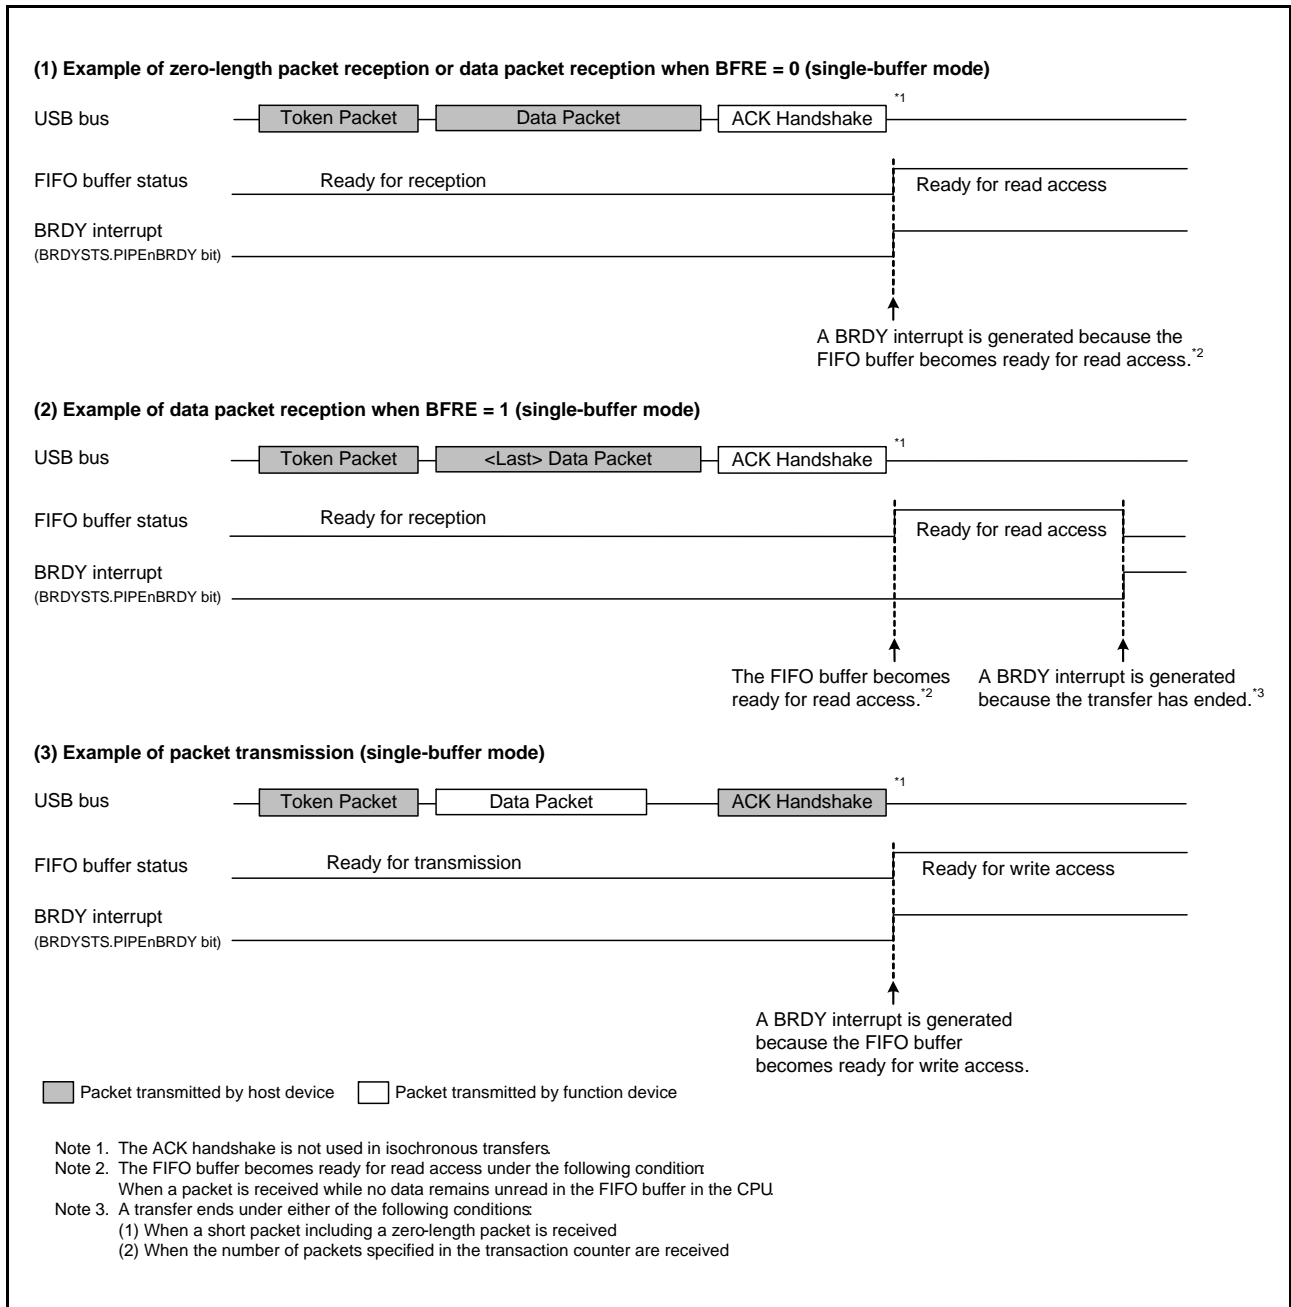 (1) Example of zero-length packet reception or data packet reception when BFRE = 0 (single-buffer mode)
*1
USB bus
Token Packet
Data Packet
ACK Handshake
FIFO buffer status
Ready for reception
Ready for read access
BRDY interrupt
(BRDYSTS.PIPEnBRDY bit)
A BRDY interrupt is generated because the
FIFO buffer becomes ready for read access.*2
(2) Example of data packet reception when BFRE = 1 (single-buffer mode)
*1
USB bus
Token Packet
<Last> Data Packet
ACK Handshake
FIFO buffer status
Ready for reception
Ready for read access
BRDY interrupt
(BRDYSTS.PIPEnBRDY bit)
The FIFO buffer becomes
ready for read access.*2
A BRDY interrupt is generated
because the transfer has ended.*3
(3) Example of packet transmission (single-buffer mode)
*1
USB bus
Token Packet
Data Packet
ACK Handshake
FIFO buffer status
Ready for transmission
Ready for write access
BRDY interrupt
(BRDYSTS.PIPEnBRDY bit)
A BRDY interrupt is generated
because the FIFO buffer
becomes ready for write access.
Packet transmitted by host device
Packet transmitted by function device
Note 1. The ACK handshake is not used in isochronous transfers.
Note 2. The FIFO buffer becomes ready for read access under the following condition:
When a packet is received while no data remains unread in the FIFO buffer in the CPU.
Note 3. A transfer ends under either of the following conditions:
(1) When a short packet including a zero-length packet is received
(2) When the number of packets specified in the transaction counter are received